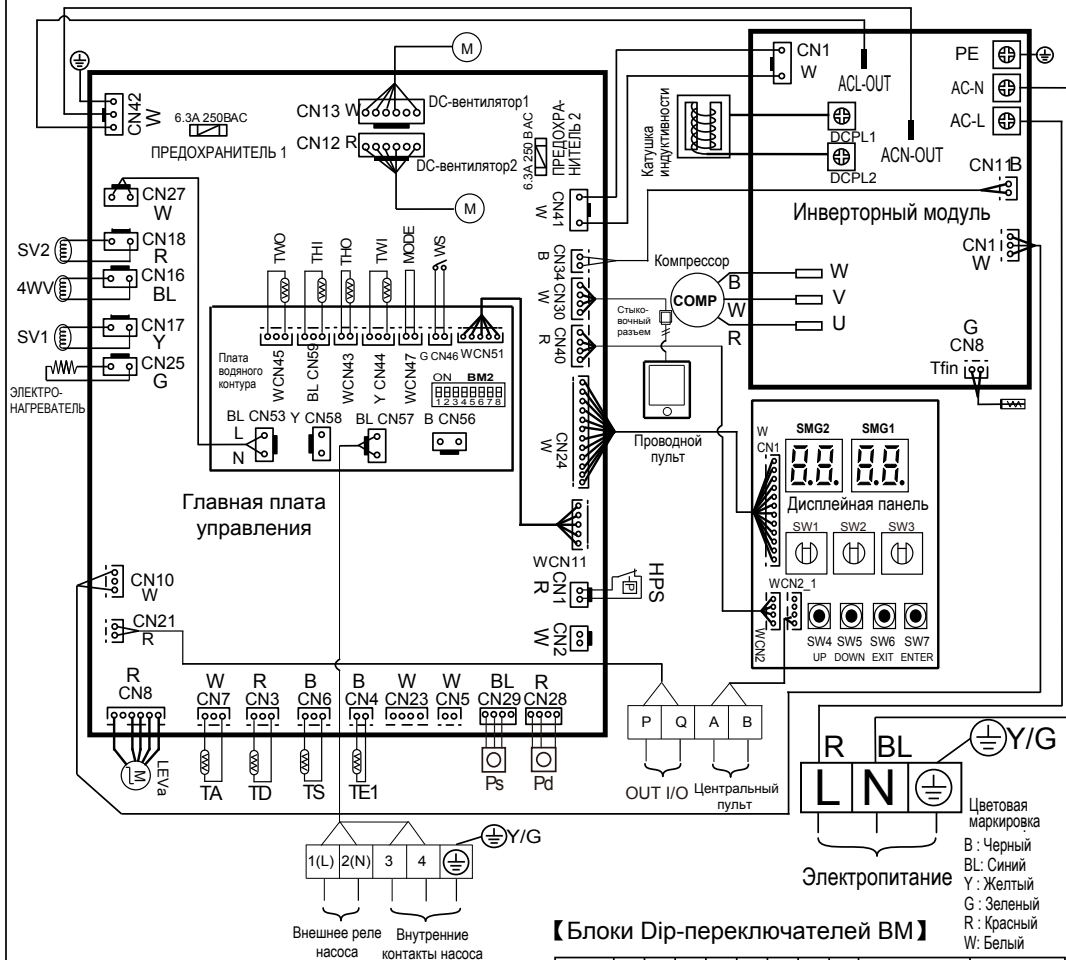 CN42
W
6.3A 250BAC
ПРЕДОХРАНИТЕЛЬ 1
CN13 W
DC-вентилятор1
CN12 R
DC-вентилятор2
M
M
6.3A 250 B AC
ПРЕДОХРА-
НИТЕЛЬ 2
CN41
W
CN27
W
SV2
CN18
R
4WV
CN16
BL
SV1
CN17
Y
CN25
G
ЭЛЕКТРО-
НАГРЕВАТЕЛЬ
TWO
THI
THO
TWI
MODE
WS
Плата
водяного
контура
WCN45
BL CN59
WCN43
Y CN44
WCN47
G CN46
WCN51
ON BM2
1 2 3 4 5 6 7 8
BL CN53
L
N
Y CN58
BL CN57
B CN56
Главная плата
управления
CN34
B
CN30
W
CN40
R
CN24
W
WCN11
CN1
R
P
HPS
CN2
W
CN10
W
CN21
R
R
CN8
W
CN7
R
CN3
B
CN6
B
CN4
W
CN23
W
CN5
BL
CN29
R
CN28
M
LEVa
TA
TD
TS
TE1
Ps
Pd
Катушка
индуктивности
CN1
W
ACL-OUT
DCPL1
DCPL2
ACN-OUT
PE
AC-N
AC-L
CN11
B
Инверторный модуль
CN1
W
Компрессор
COMP
B
W
R
W
V
U
G
CN8
Tfin
Стыко-
вочный
разъем
Проводной
пульт
W
CN1
SMG2
SMG1
8.8.
8.8.
Дисплейная панель
SW1
SW2
SW3
WCN2_1
WCN2
SW4
SW5
SW6
SW7
UP
DOWN
EXIT
ENTER
P
Q
A
B
OUT I/O
Центральный
пульт
R
BL
Y/G
L
N
Электропитание
Цветовая
маркировка
B : Черный
BL: Синий
Y : Желтый
G : Зеленый
R : Красный
W: Белый
Y/G
1(L)
2(N)
3
4
Внешнее реле
насоса
Внутренние
контакты насоса
【Блоки Dip-переключателей BM】